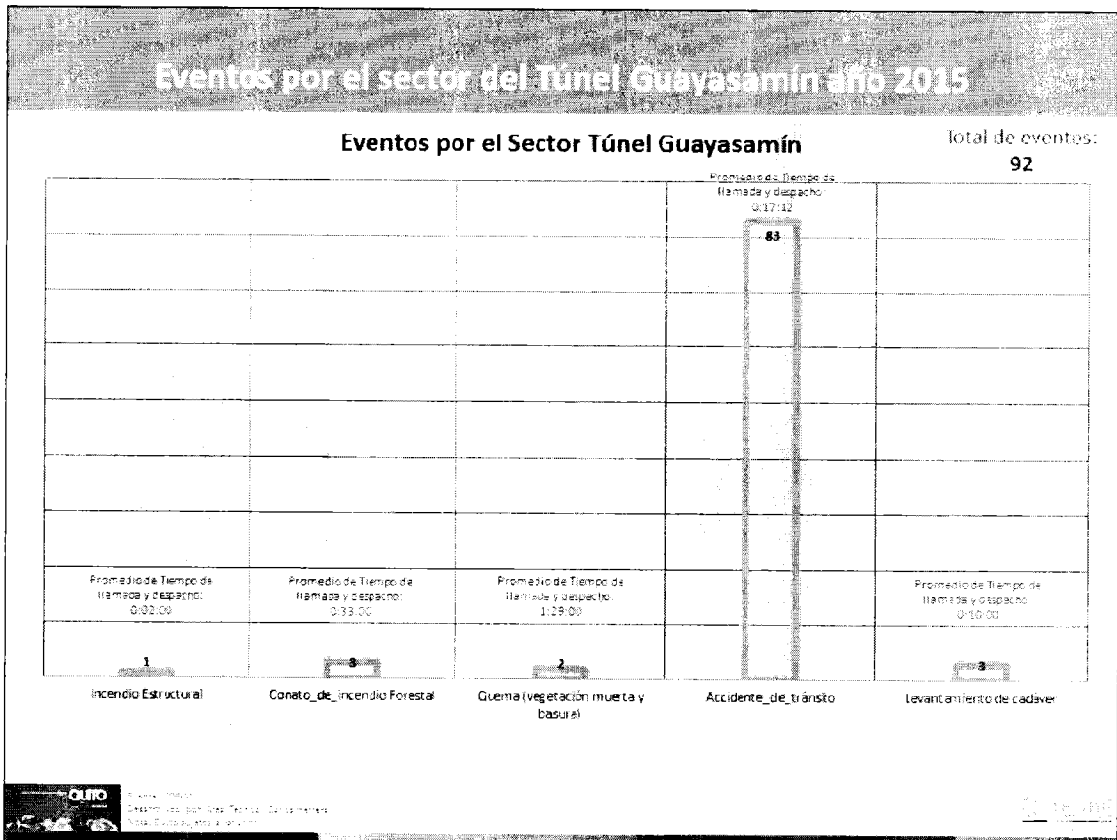 Eventos por el sector del Túnel Guayasamín año 2015
Eventos por el Sector Túnel Guayasamín
Total de eventos:
92
Promedio de Tiempo de
llamada y despacho:
0:17:12
83
Promedio de Tiempo de
llamada y despacho:
0:02:00
1
Promedio de Tiempo de
llamada y despacho:
0:33:00
3
Promedio de Tiempo de
llamada y despacho:
1:29:00
2
Promedio de Tiempo de
llamada y despacho:
3
Incendio Estructural
Conato_de_incendio Forestal
Quema (vegetación muerta y
basura)
Accidente_de_tránsito
Levantamiento de cadáver
QUITO